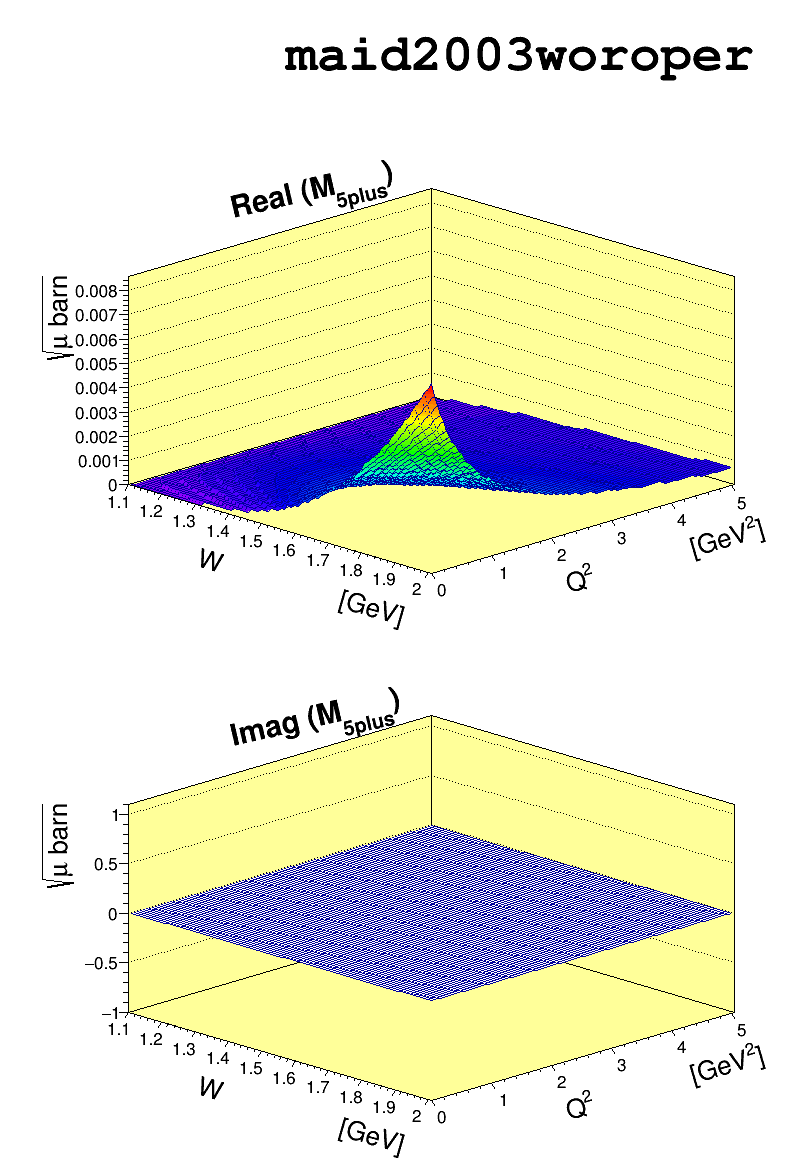 maid2003woroper
Real (M5plus)
√μ barn
0.008
0.007
0.006
0.005
0.004
0.003
0.002
0.001
0
1.1 1.2 1.3 1.4 1.5 1.6 1.7 1.8 1.9 2
W
[GeV]
0 1 2 3 4 5
Q²
[GeV²]
Imag (M5plus)
√μ barn
1
0.5
0
−0.5
−1
1.1 1.2 1.3 1.4 1.5 1.6 1.7 1.8 1.9 2
W
[GeV]
0 1 2 3 4 5
Q²
[GeV²]